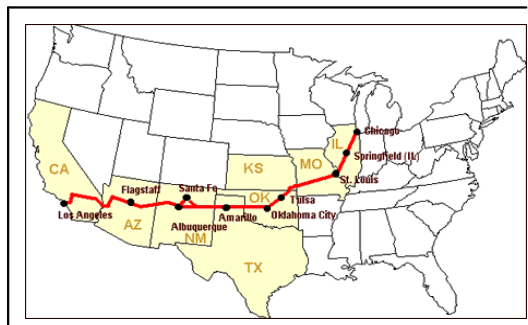 Chicago
IL
Springfield (IL)
MO
KS
St. Louis
CA
Flagstaff
Santa Fe
OK
Tulsa
Los Angeles
Amarillo
Oklahoma City
AZ
Albuquerque
NM
TX